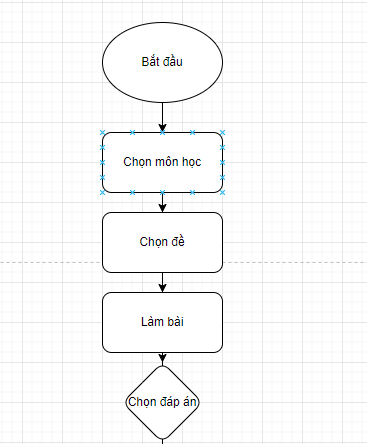 Bắt đầu
Chọn môn học
Chọn đề
Làm bài
Chọn đáp án